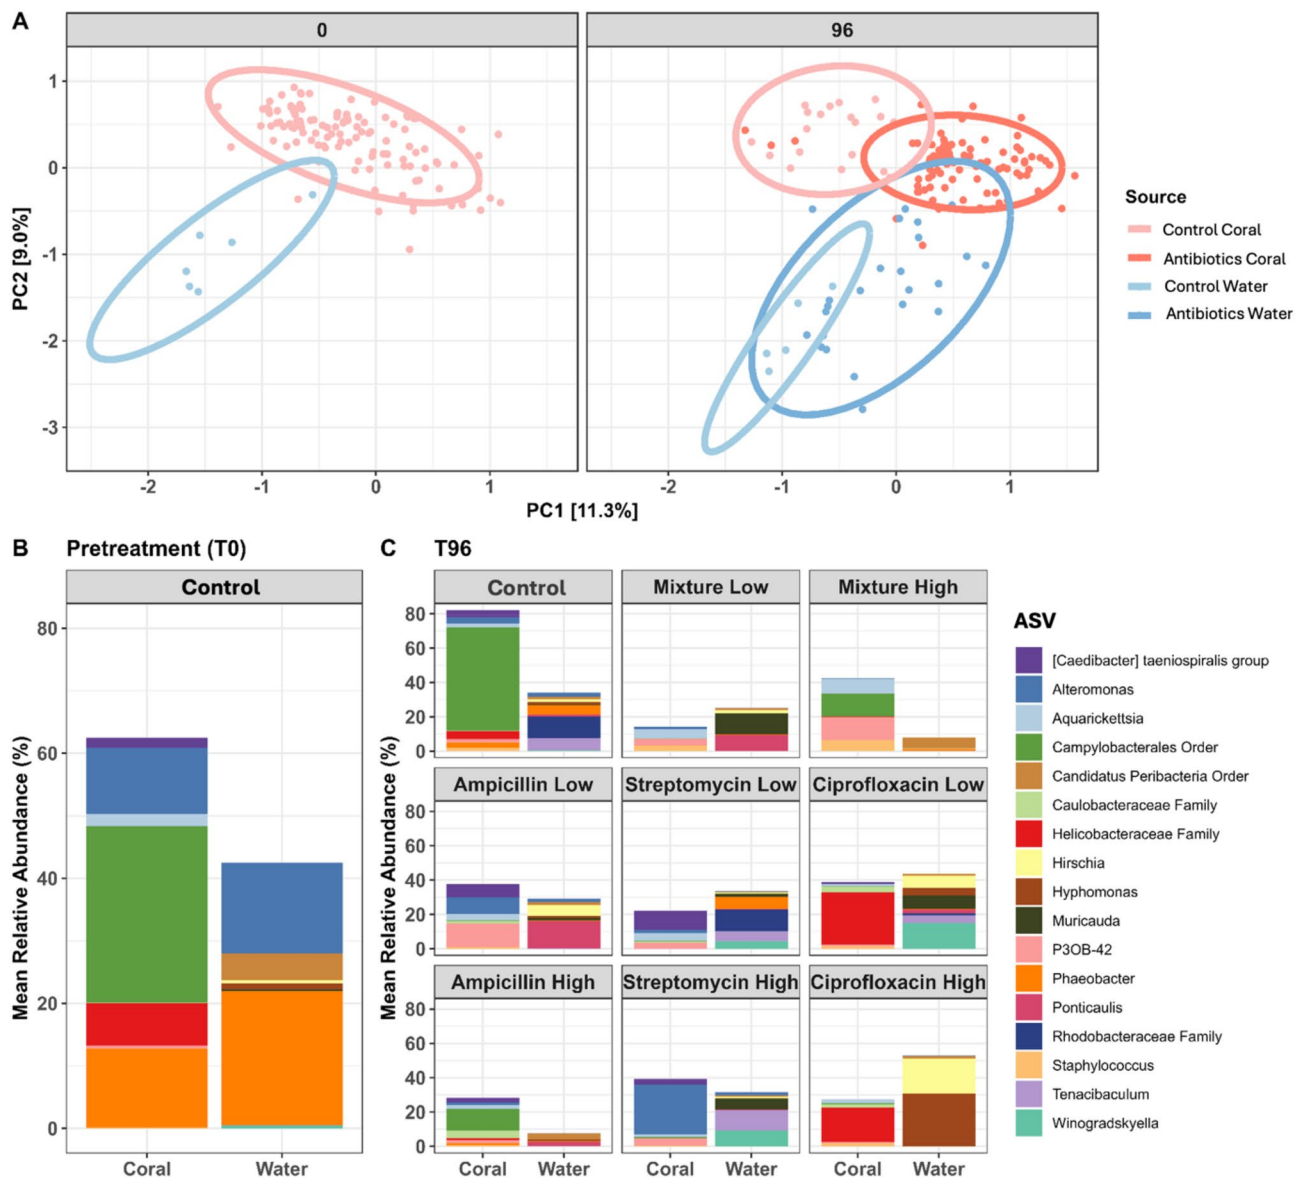 A
0
96
1
0
-1
-2
-3
PC2 [9.0%]
-2
-1
0
1
-2
-1
0
1
PC1 [11.3%]
Source
Control Coral
Antibiotics Coral
Control Water
Antibiotics Water
B
Pretreatment (T0)
Control
80
60
40
20
0
Mean Relative Abundance (%)
Coral
Water
C
T96
Control
Mixture Low
Mixture High
80
60
40
20
0
Ampicillin Low
Streptomycin Low
Ciprofloxacin Low
80
60
40
20
0
Ampicillin High
Streptomycin High
Ciprofloxacin High
80
60
40
20
0
Mean Relative Abundance (%)
Coral
Water
Coral
Water
Coral
Water
ASV
[Caedibacter] taeniospiralis group
Alteromonas
Aquarickettsia
Campylobacterales Order
Candidatus Peribacteria Order
Caulobacteraceae Family
Helicobacteraceae Family
Hirschia
Hyphomonas
Muricauda
P3OB-42
Phaeobacter
Ponticaulis
Rhodobacteraceae Family
Staphylococcus
Tenacibaculum
Winogradskyella